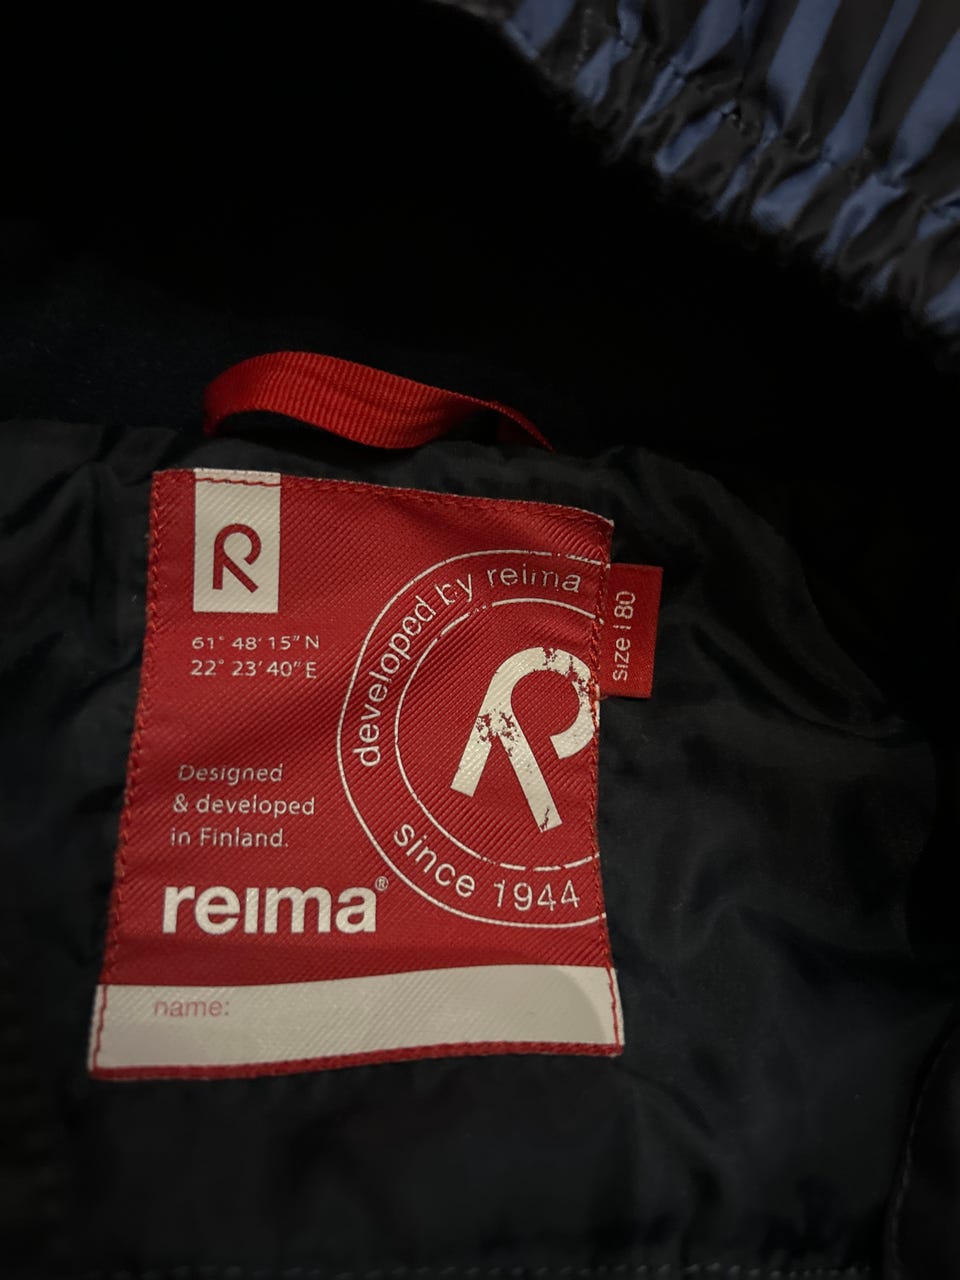 R
61° 48' 15" N
22° 23' 40" E
developed by reima
since 1944
R
size | 80
Designed
& developed
in Finland.
reima®
name: